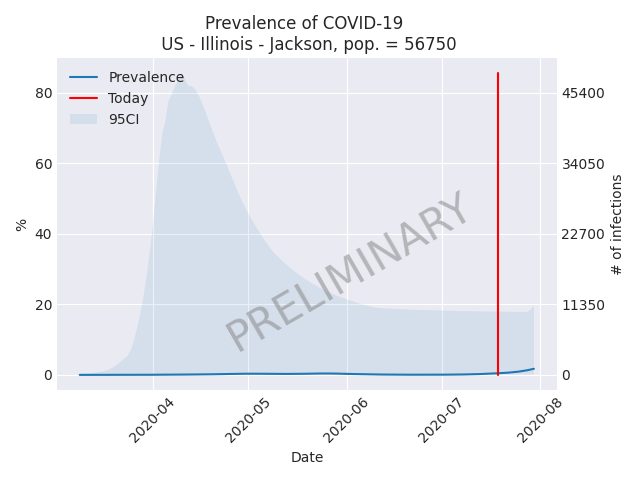 Prevalence of COVID-19
US - Illinois - Jackson, pop. = 56750
Prevalence
Today
95CI
80
60
40
20
0
%
45400
34050
22700
11350
0
# of infections
PRELIMINARY
2020-04
2020-05
2020-06
2020-07
2020-08
Date